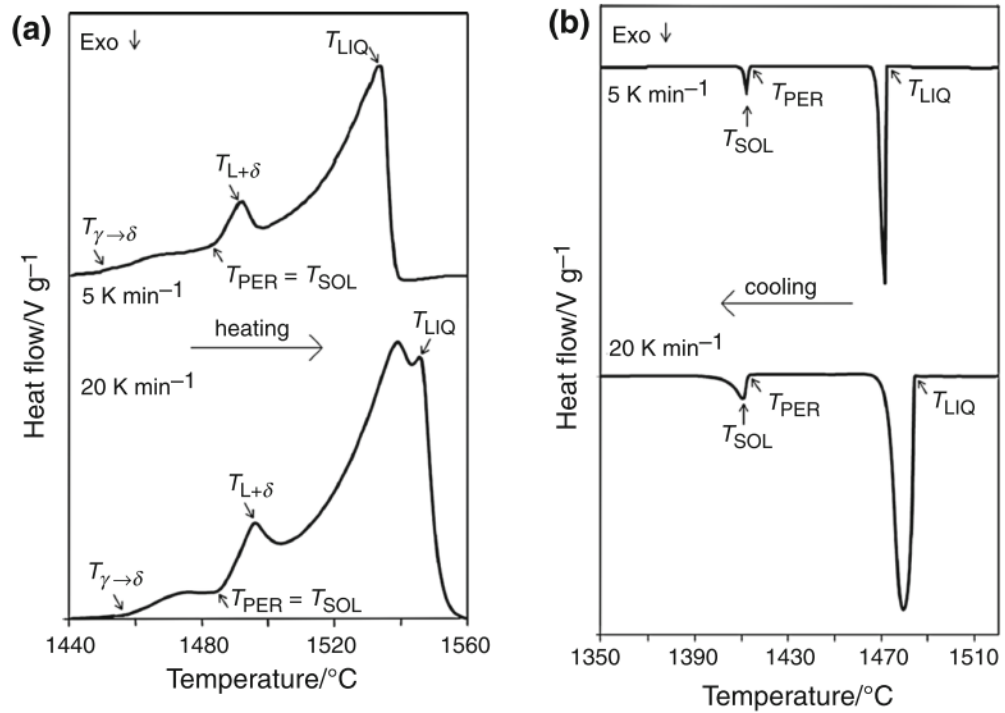 (a)
Exo ↓
T_LIQ
T_L+δ
T_γ→δ
T_PER = T_SOL
5 K min⁻¹
heating
T_LIQ
20 K min⁻¹
T_L+δ
T_γ→δ
T_PER = T_SOL
Heat flow/V g⁻¹
1440 1480 1520 1560
Temperature/°C
(b)
Exo ↓
5 K min⁻¹
T_PER
T_LIQ
T_SOL
cooling
20 K min⁻¹
T_PER
T_LIQ
T_SOL
Heat flow/V g⁻¹
1350 1390 1430 1470 1510
Temperature/°C